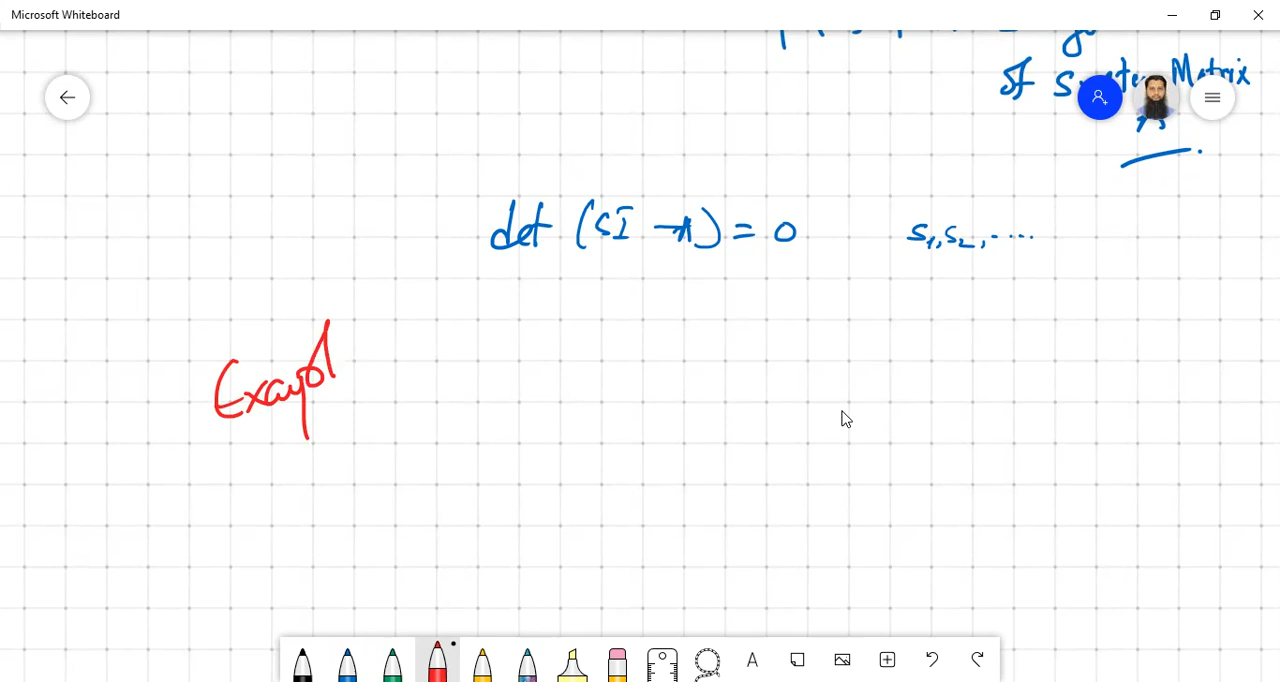 Microsoft Whiteboard
of System Matrix
det (sI - A) = 0 s₁, s₂, ....
Exampl
A